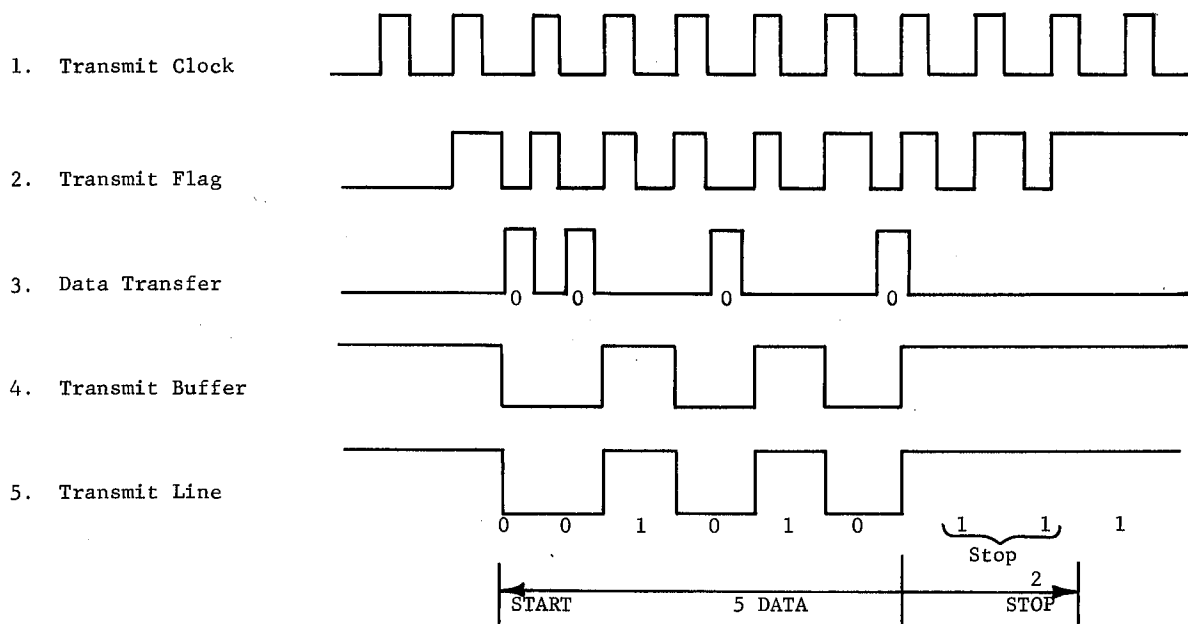 1. Transmit Clock
2. Transmit Flag
3. Data Transfer
0 0 0 0
4. Transmit Buffer
5. Transmit Line
0 0 1 0 1 0 1 1 1
Stop
2
START 5 DATA STOP